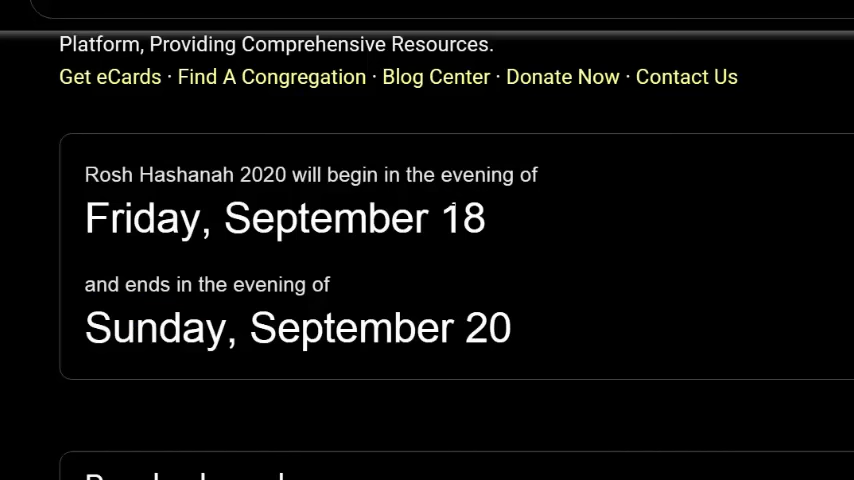 Platform, Providing Comprehensive Resources.
Get eCards · Find A Congregation · Blog Center · Donate Now · Contact Us
Rosh Hashanah 2020 will begin in the evening of
Friday, September 18
and ends in the evening of
Sunday, September 20